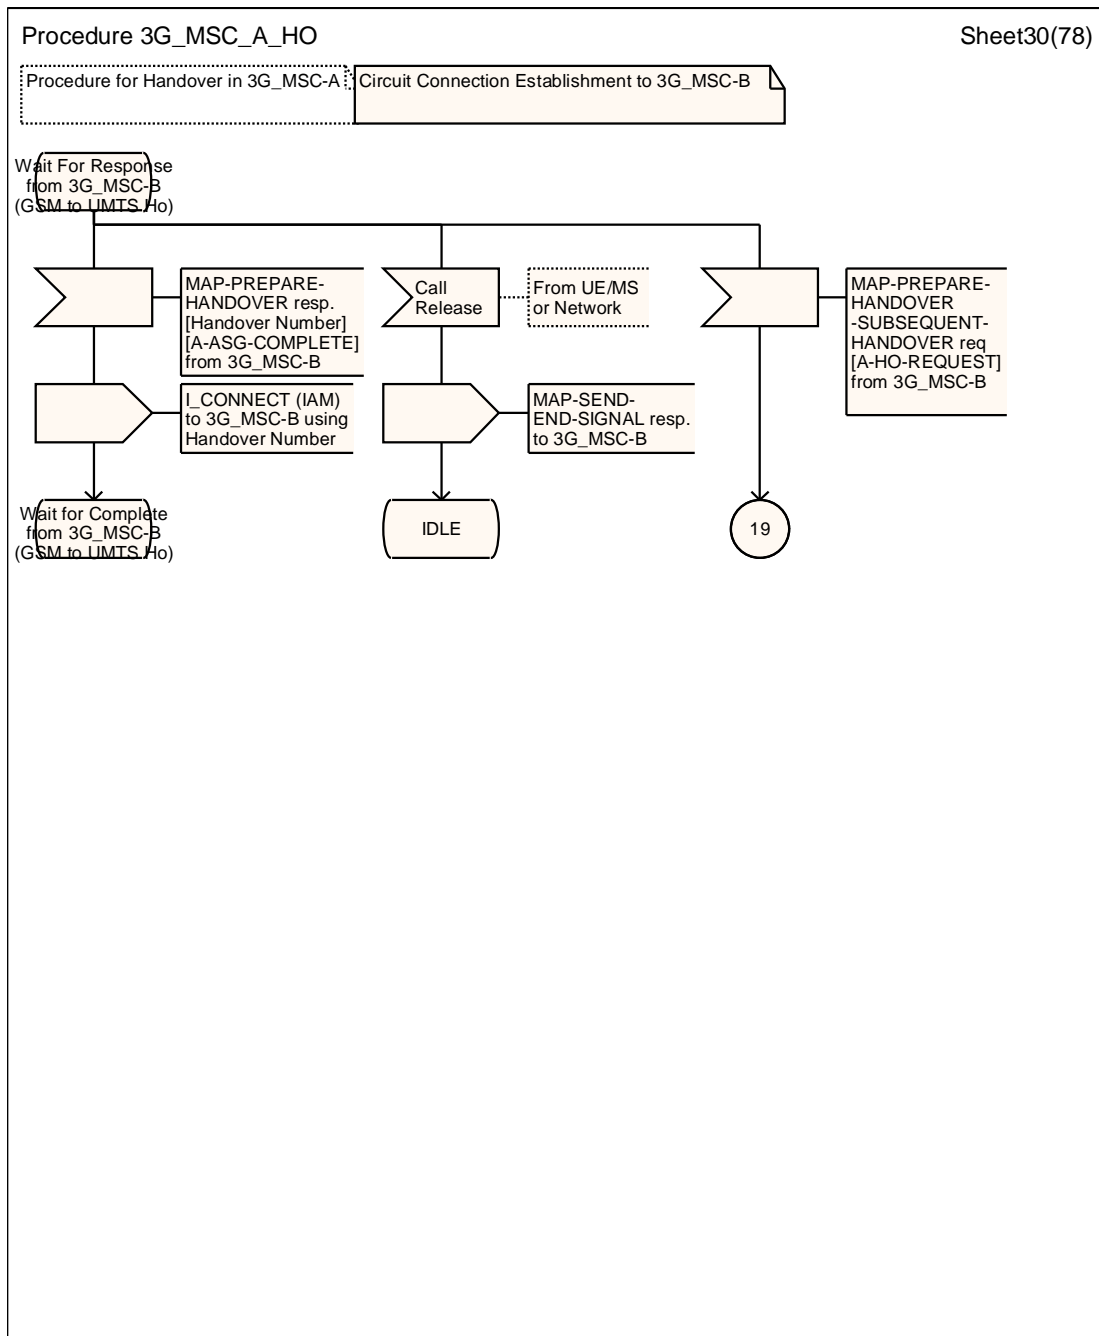 Procedure 3G_MSC_A_HO
Sheet30(78)
Procedure for Handover in 3G_MSC-A
Circuit Connection Establishment to 3G_MSC-B
Wait For Response
from 3G_MSC-B
(GSM to UMTS Ho)
MAP-PREPARE-
HANDOVER resp.
[Handover Number]
[A-ASG-COMPLETE]
from 3G_MSC-B
Call
Release
From UE/MS
or Network
MAP-PREPARE-
HANDOVER
-SUBSEQUENT-
HANDOVER req
[A-HO-REQUEST]
from 3G_MSC-B
I_CONNECT (IAM)
to 3G_MSC-B using
Handover Number
MAP-SEND-
END-SIGNAL resp.
to 3G_MSC-B
Wait for Complete
from 3G_MSC-B
(GSM to UMTS Ho)
IDLE
19